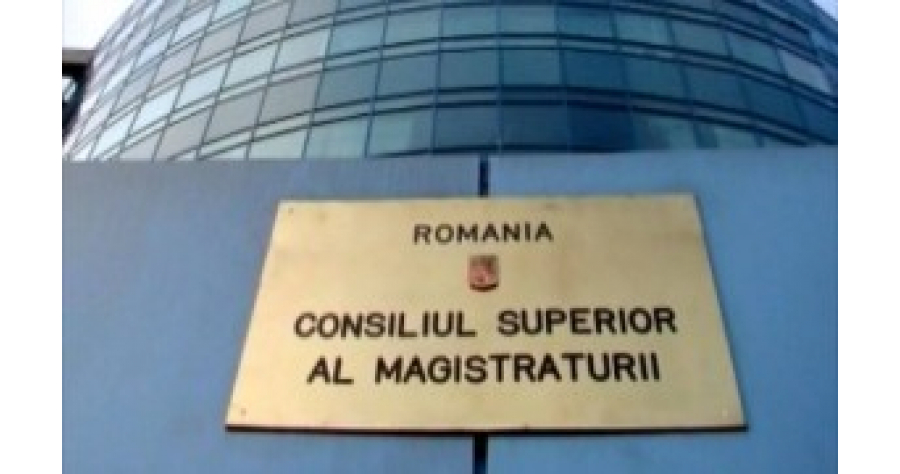 ROMANIA
CONSILIUL SUPERIOR
AL MAGISTRATURII